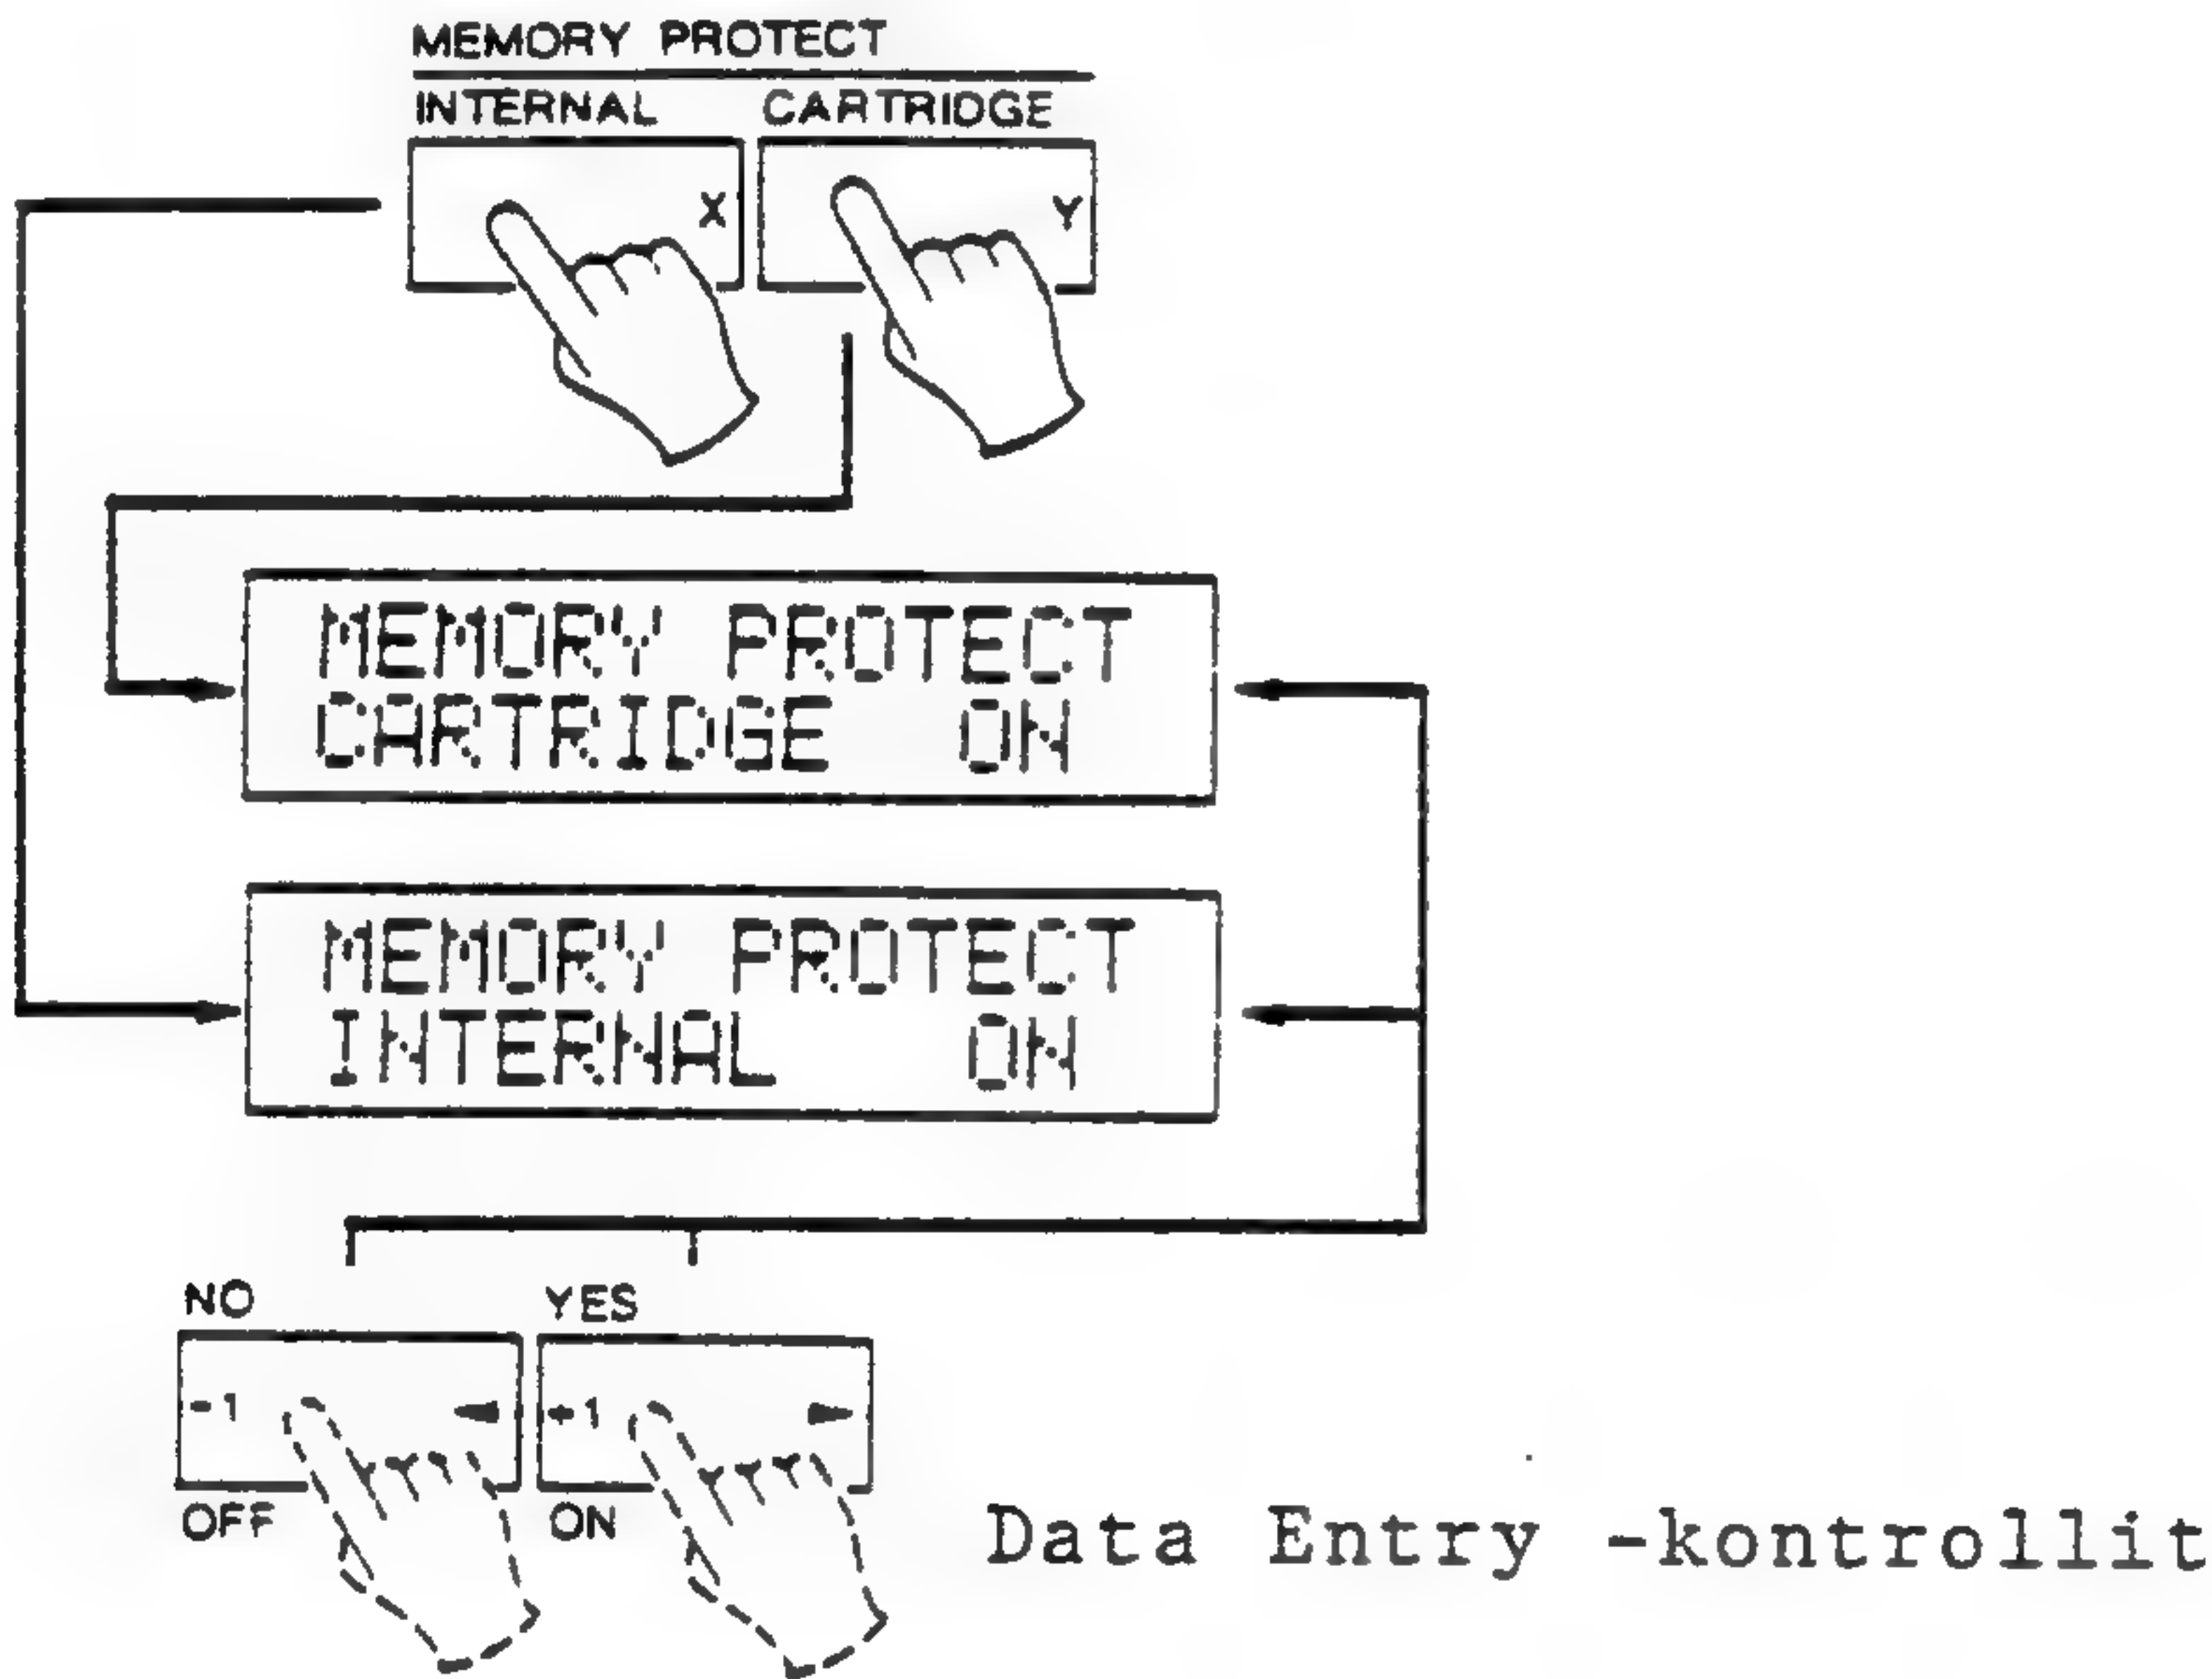 MEMORY PROTECT
INTERNAL CARTRIDGE
X Y
MEMORY PROTECT
CARTRIDGE ON
MEMORY PROTECT
INTERNAL ON
NO YES
-1 +1
OFF ON
Data Entry -kontrollit